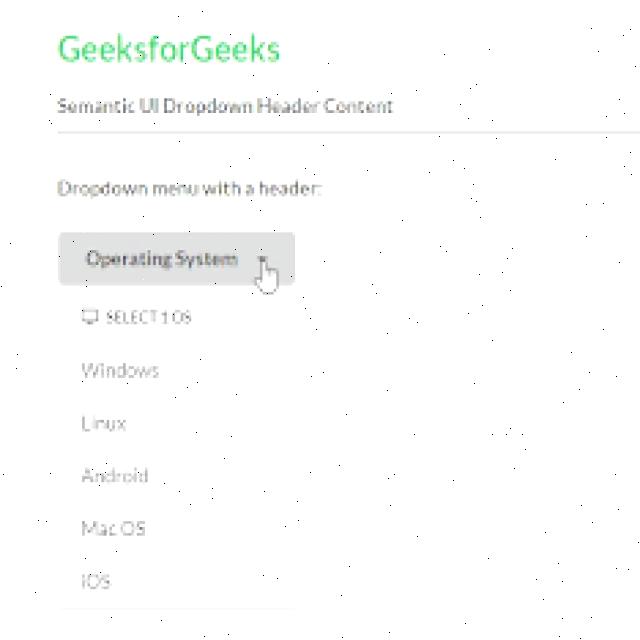 GeeksforGeeks
Semantic UI Dropdown Header Content
Dropdown menu with a header:
Operating System
SELECT 1 OS
Windows
Linux
Android
Mac OS
iOS